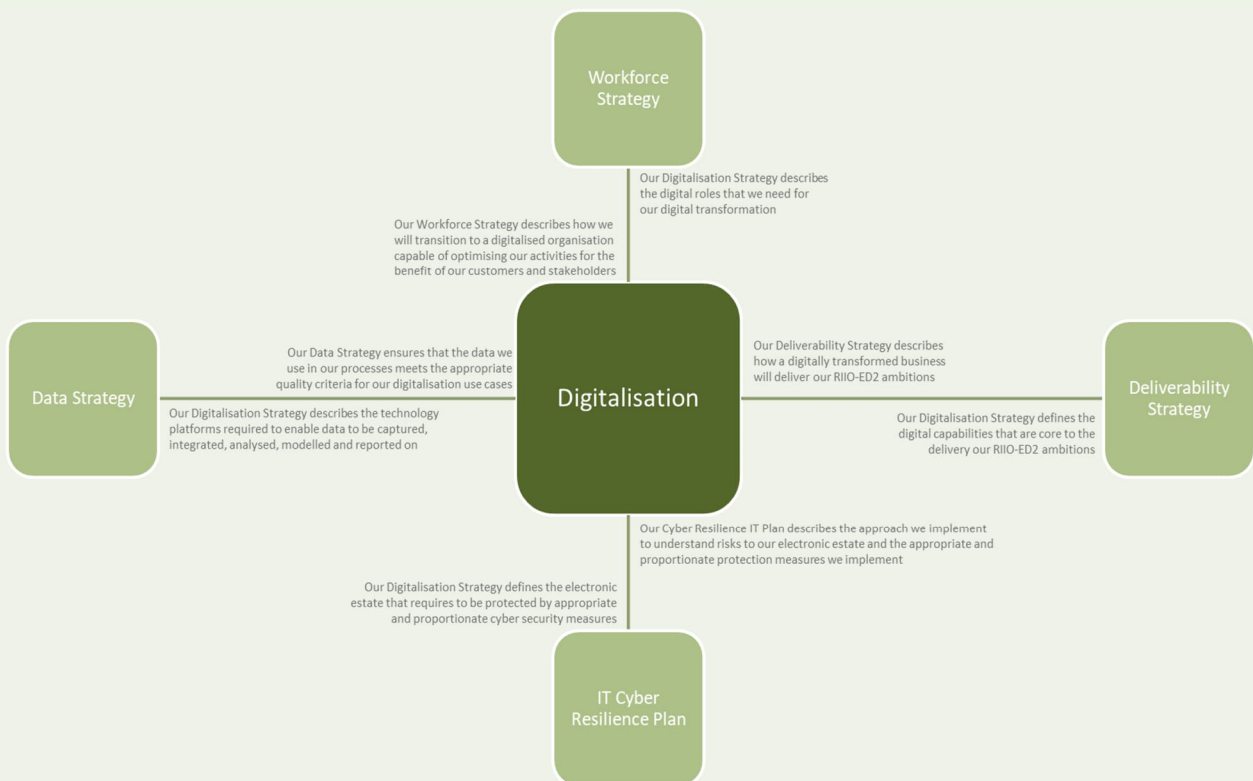 Workforce
Strategy
Our Digitalisation Strategy describes
the digital roles that we need for
our digital transformation
Our Workforce Strategy describes how we
will transition to a digitalised organisation
capable of optimising our activities for the
benefit of our customers and stakeholders
Data Strategy
Our Data Strategy ensures that the data we
use in our processes meets the appropriate
quality criteria for our digitalisation use cases
Our Digitalisation Strategy describes the technology
platforms required to enable data to be captured,
integrated, analysed, modelled and reported on
Digitalisation
Our Deliverability Strategy describes
how a digitally transformed business
will deliver our RIIO-ED2 ambitions
Our Digitalisation Strategy defines the
digital capabilities that are core to the
delivery our RIIO-ED2 ambitions
Deliverability
Strategy
Our Cyber Resilience IT Plan describes the approach we implement
to understand risks to our electronic estate and the appropriate and
proportionate protection measures we implement
Our Digitalisation Strategy defines the electronic
estate that requires to be protected by appropriate
and proportionate cyber security measures
IT Cyber
Resilience Plan